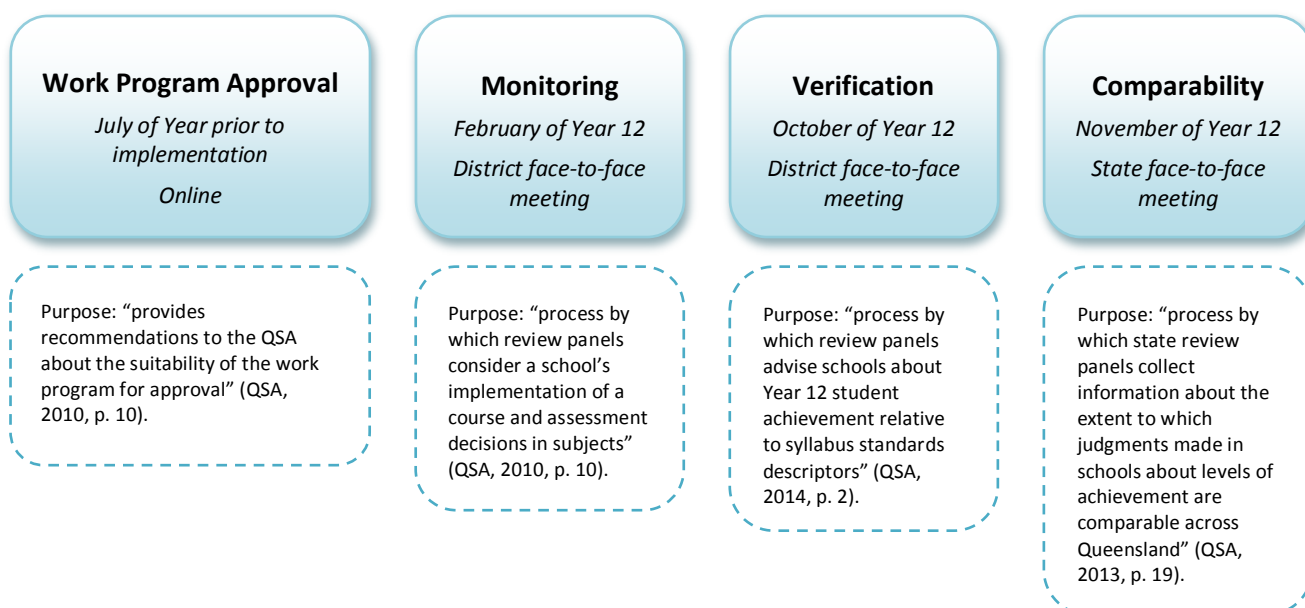 Work Program Approval
July of Year prior to
implementation
Online
Purpose: “provides
recommendations to the QSA
about the suitability of the work
program for approval” (QSA,
2010, p. 10).
Monitoring
February of Year 12
District face-to-face
meeting
Purpose: “process by
which review panels
consider a school’s
implementation of a
course and assessment
decisions in subjects”
(QSA, 2010, p. 10).
Verification
October of Year 12
District face-to-face
meeting
Purpose: “process by
which review panels
advise schools about
Year 12 student
achievement relative
to syllabus standards
descriptors” (QSA,
2014, p. 2).
Comparability
November of Year 12
State face-to-face
meeting
Purpose: “process by
which state review
panels collect
information about the
extent to which
judgments made in
schools about levels of
achievement are
comparable across
Queensland” (QSA,
2013, p. 19).